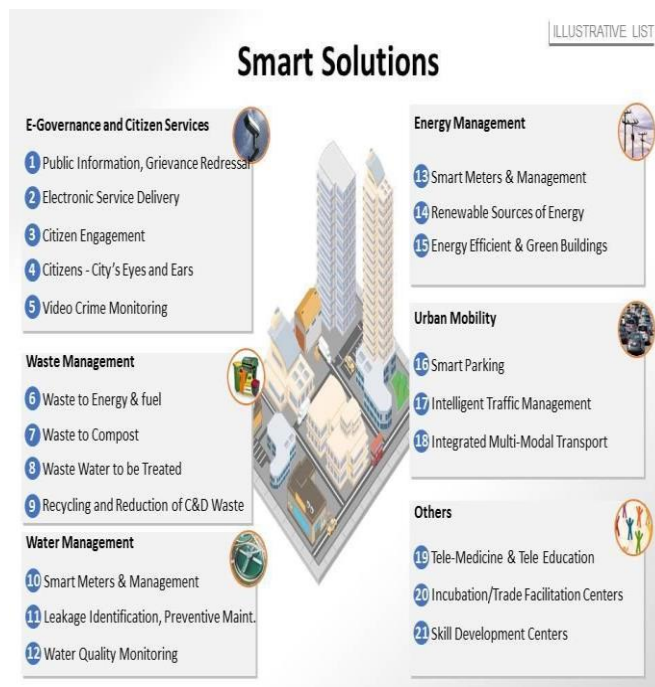 ILLUSTRATIVE LIST
Smart Solutions
E-Governance and Citizen Services
1 Public Information, Grievance Redressal
2 Electronic Service Delivery
3 Citizen Engagement
4 Citizens - City's Eyes and Ears
5 Video Crime Monitoring
Waste Management
6 Waste to Energy & fuel
7 Waste to Compost
8 Waste Water to be Treated
9 Recycling and Reduction of C&D Waste
Water Management
10 Smart Meters & Management
11 Leakage Identification, Preventive Maint.
12 Water Quality Monitoring
Energy Management
13 Smart Meters & Management
14 Renewable Sources of Energy
15 Energy Efficient & Green Buildings
Urban Mobility
16 Smart Parking
17 Intelligent Traffic Management
18 Integrated Multi-Modal Transport
Others
19 Tele-Medicine & Tele Education
20 Incubation/Trade Facilitation Centers
21 Skill Development Centers